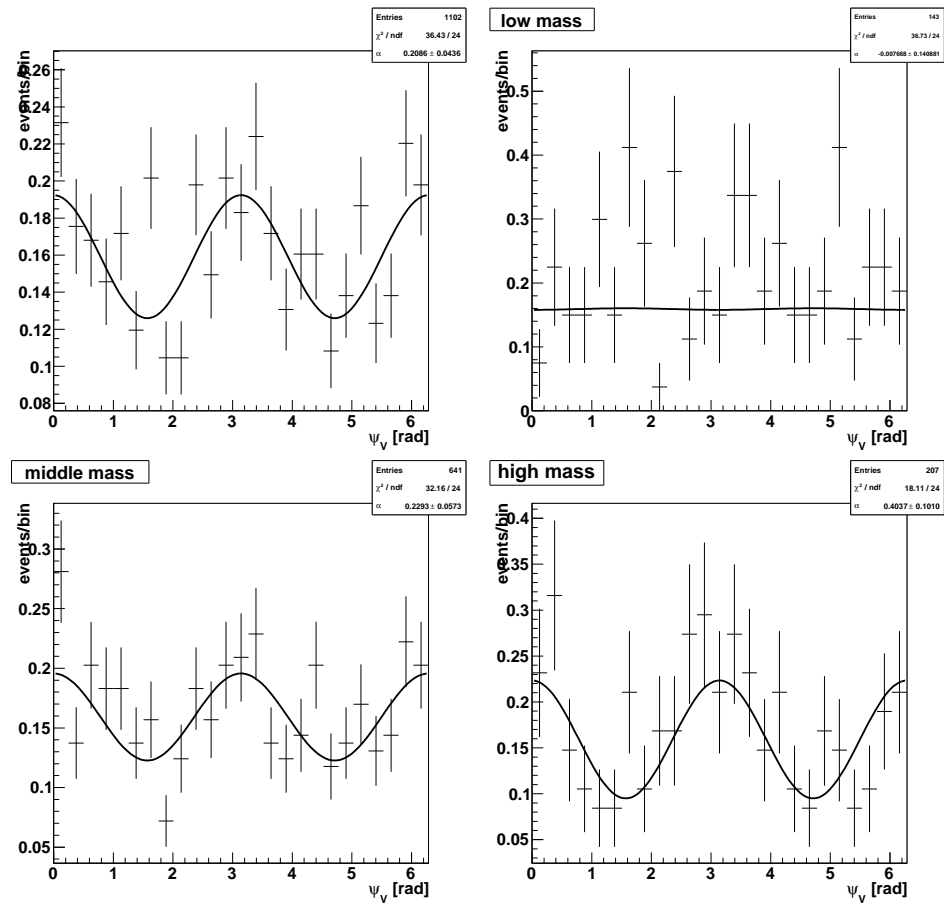 Entries 1102
χ² / ndf 36.43 / 24
α 0.2086 ± 0.0436
events/bin
0.26
0.24
0.22
0.2
0.18
0.16
0.14
0.12
0.1
0.08
0 1 2 3 4 5 6
ψV [rad]
low mass
Entries 143
χ² / ndf 36.73 / 24
α -0.007668 ± 0.140881
events/bin
0.5
0.4
0.3
0.2
0.1
0
0 1 2 3 4 5 6
ψV [rad]
middle mass
Entries 641
χ² / ndf 32.16 / 24
α 0.2293 ± 0.0573
events/bin
0.3
0.25
0.2
0.15
0.1
0.05
0 1 2 3 4 5 6
ψV [rad]
high mass
Entries 207
χ² / ndf 18.11 / 24
α 0.4037 ± 0.1010
events/bin
0.4
0.35
0.3
0.25
0.2
0.15
0.1
0.05
0 1 2 3 4 5 6
ψV [rad]